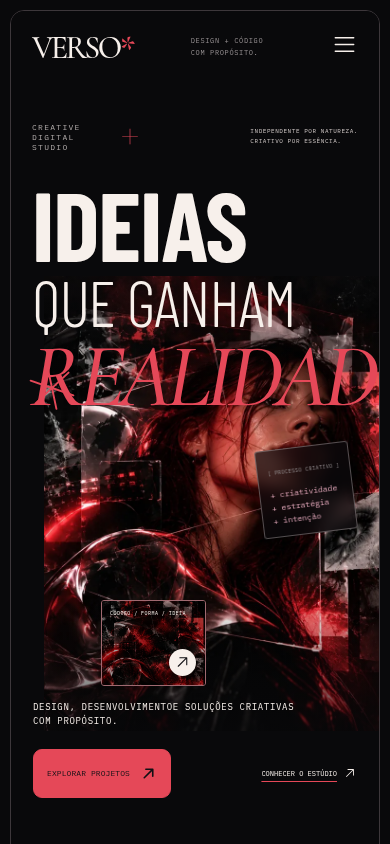 VERSO*
DESIGN + CÓDIGO
COM PROPÓSITO.
CREATIVE
DIGITAL
STUDIO
INDEPENDENTE POR NATUREZA.
CRIATIVO POR ESSÊNCIA.
IDEIAS
QUE GANHAM
REALIDAD
[ PROCESSO CRIATIVO ]
+ criatividade
+ estratégia
+ intenção
CÓDIGO / FORMA / IDEIA
DESIGN, DESENVOLVIMENTOE SOLUÇÕES CRIATIVAS
COM PROPÓSITO.
EXPLORAR PROJETOS
CONHECER O ESTÚDIO